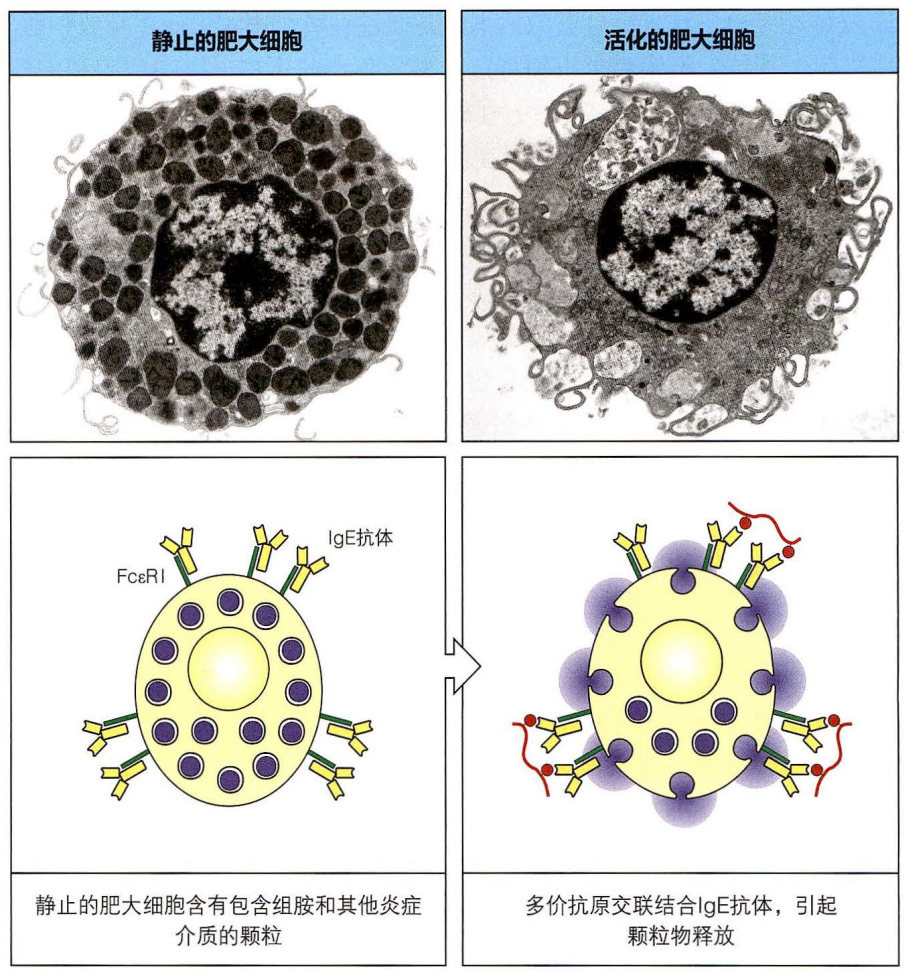 静止的肥大细胞
活化的肥大细胞
IgE抗体
FcεRI
静止的肥大细胞含有包含组胺和其他炎症
介质的颗粒
多价抗原交联结合IgE抗体，引起
颗粒物释放